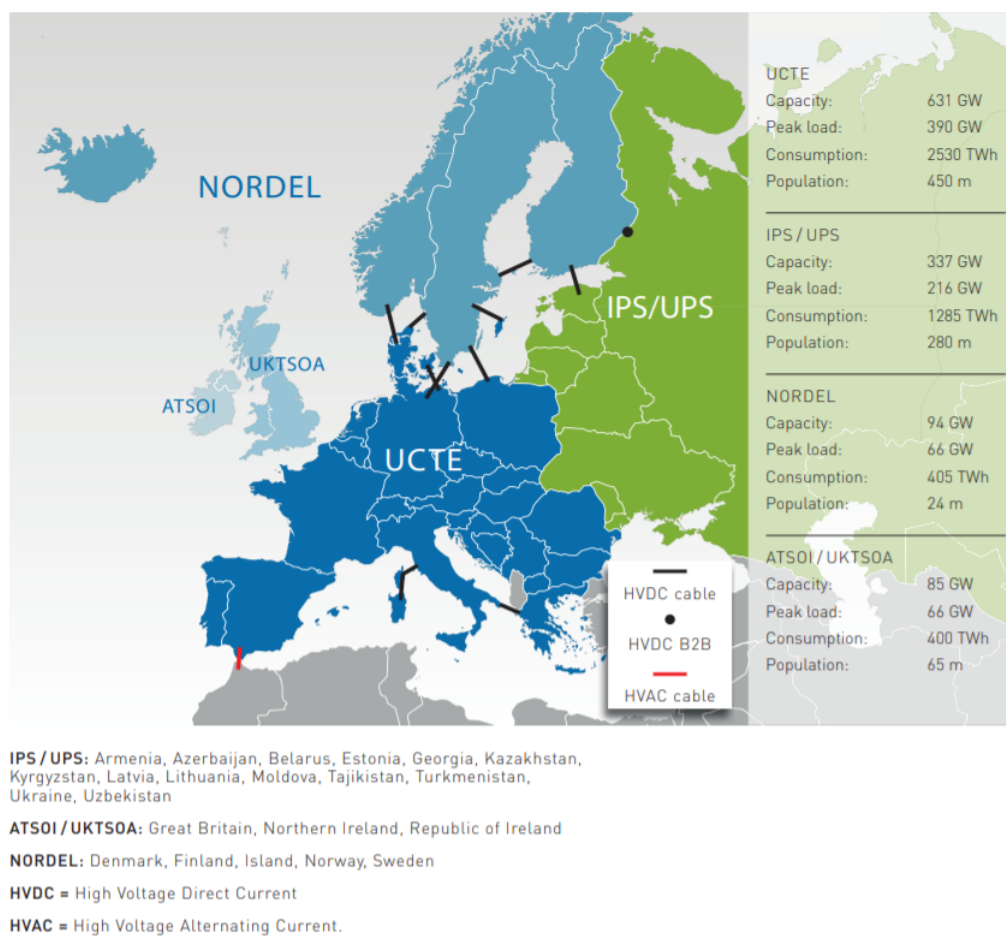 NORDEL
UKTSOA
ATSOI
IPS/UPS
UCTE
HVDC cable
HVDC B2B
HVAC cable
UCTE
Capacity: 631 GW
Peak load: 390 GW
Consumption: 2530 TWh
Population: 450 m
IPS / UPS
Capacity: 337 GW
Peak load: 216 GW
Consumption: 1285 TWh
Population: 280 m
NORDEL
Capacity: 94 GW
Peak load: 66 GW
Consumption: 405 TWh
Population: 24 m
ATSOI / UKTSOA
Capacity: 85 GW
Peak load: 66 GW
Consumption: 400 TWh
Population: 65 m
IPS / UPS: Armenia, Azerbaijan, Belarus, Estonia, Georgia, Kazakhstan,
Kyrgyzstan, Latvia, Lithuania, Moldova, Tajikistan, Turkmenistan,
Ukraine, Uzbekistan
ATSOI / UKTSOA: Great Britain, Northern Ireland, Republic of Ireland
NORDEL: Denmark, Finland, Island, Norway, Sweden
HVDC = High Voltage Direct Current
HVAC = High Voltage Alternating Current.